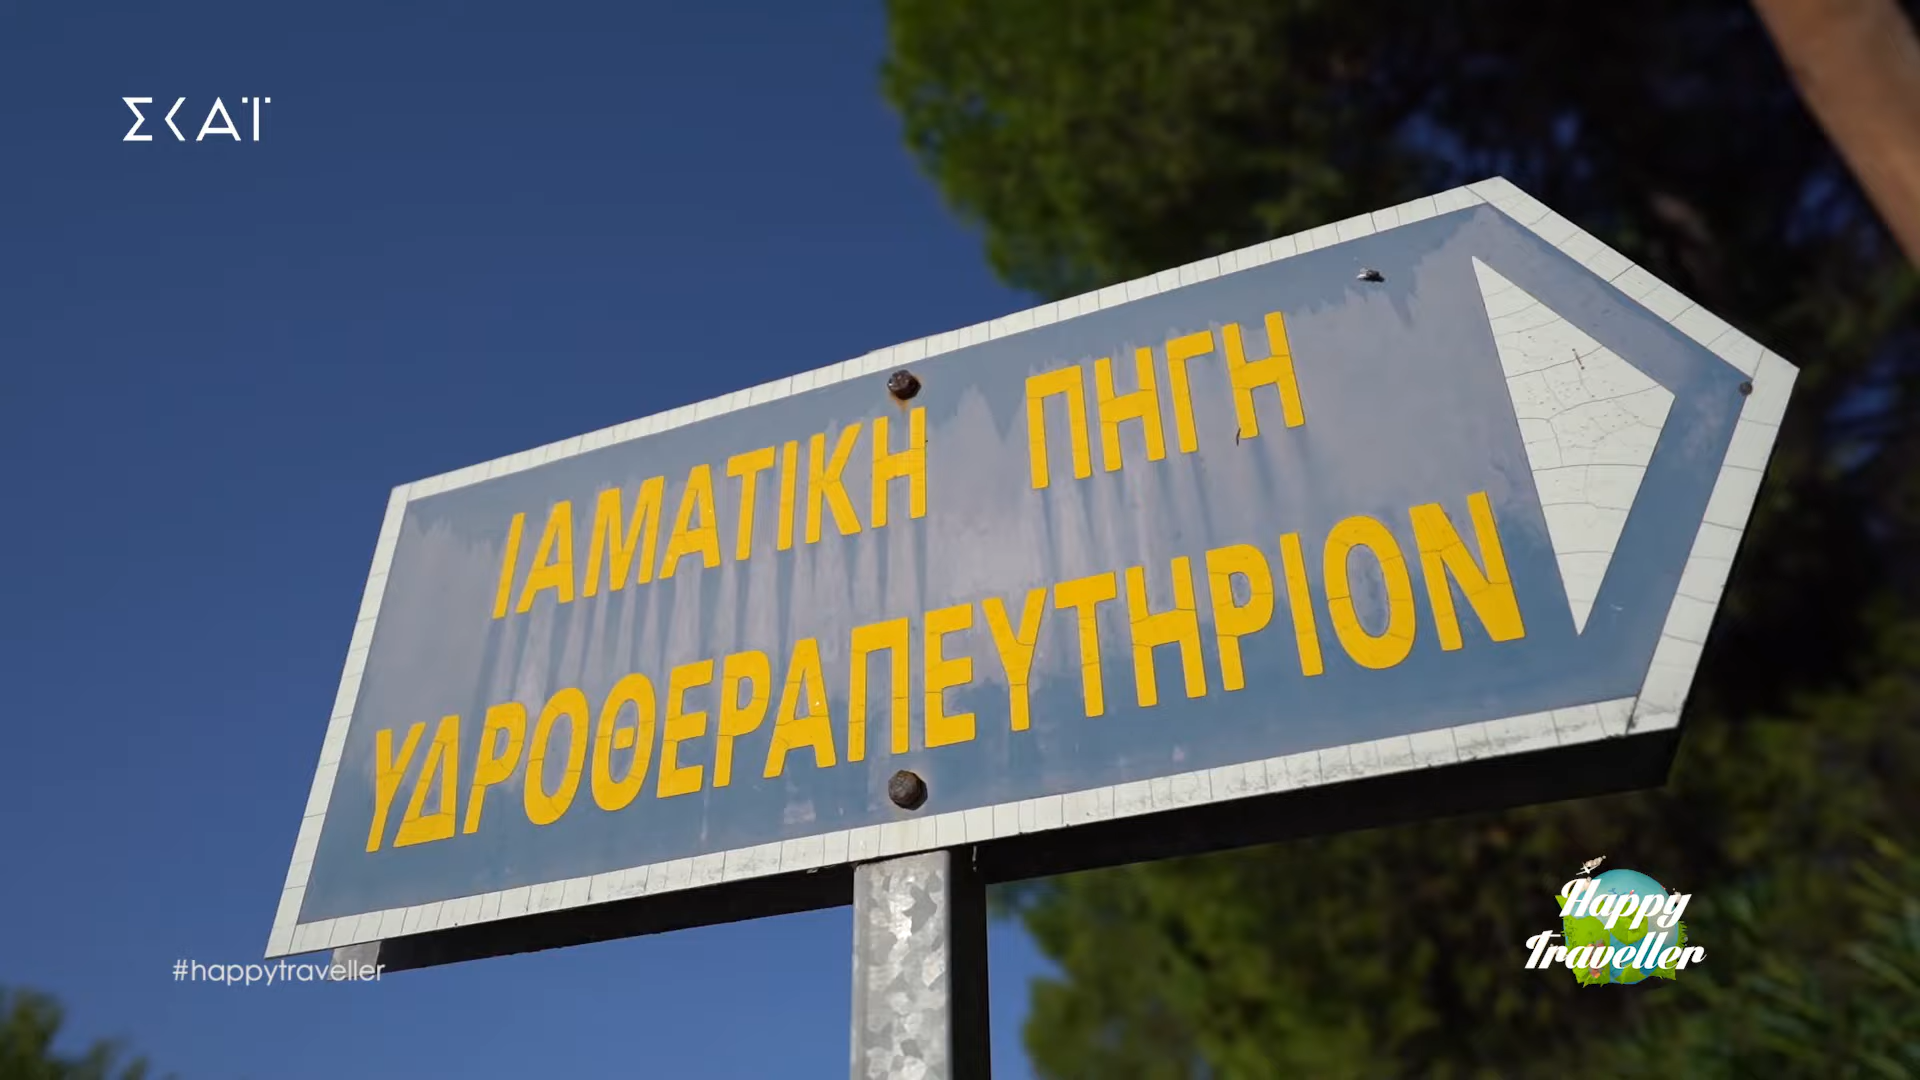 ΣΚΑΪ
ΙΑΜΑΤΙΚΗ ΠΗΓΗ
ΥΔΡΟΘΕΡΑΠΕΥΤΗΡΙΟΝ
Happy
Traveller
#happytraveller